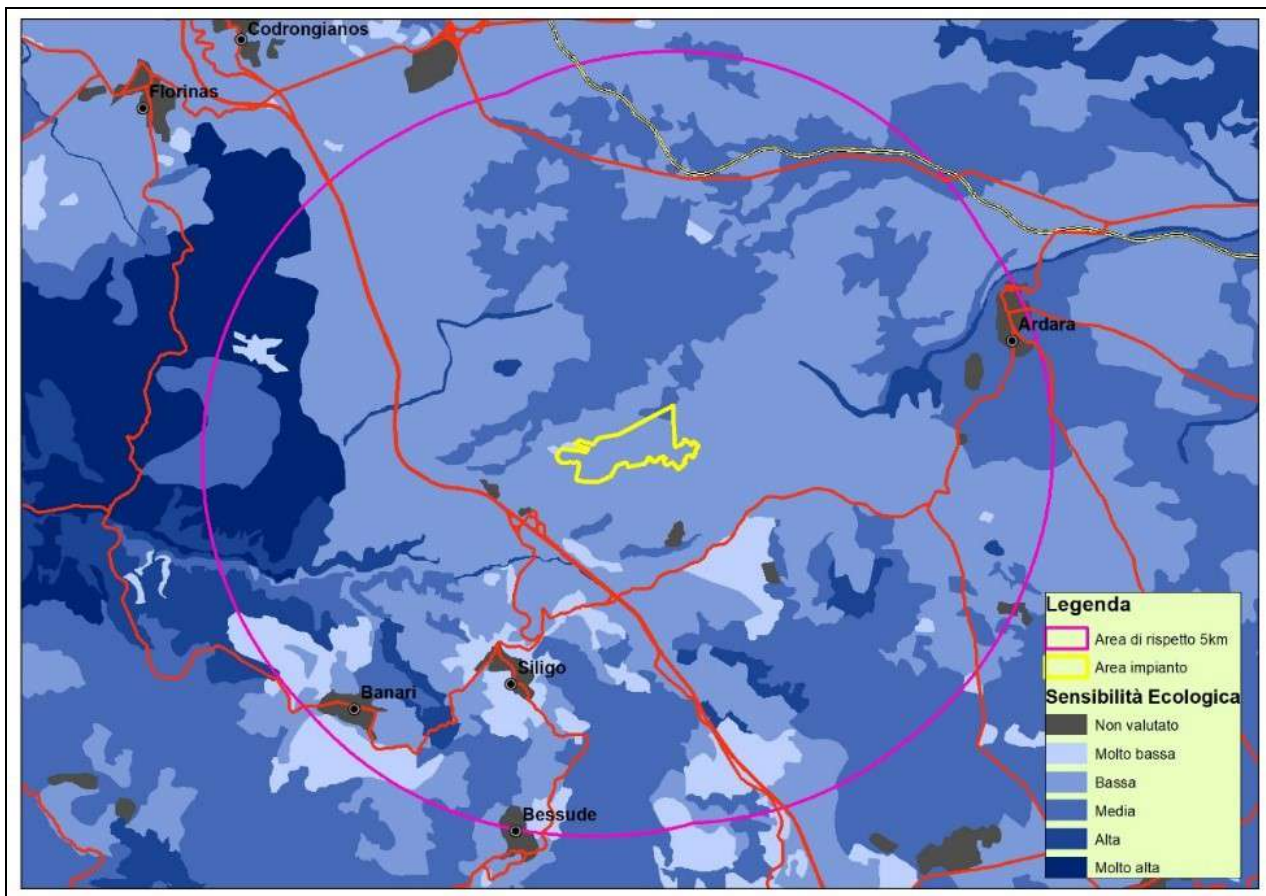 Codrongianos
Florinas
Ardara
Siligo
Banari
Bessude
Legenda
Area di rispetto 5km
Area impianto
Sensibilità Ecologica
Non valutato
Molto bassa
Bassa
Media
Alta
Molto alta